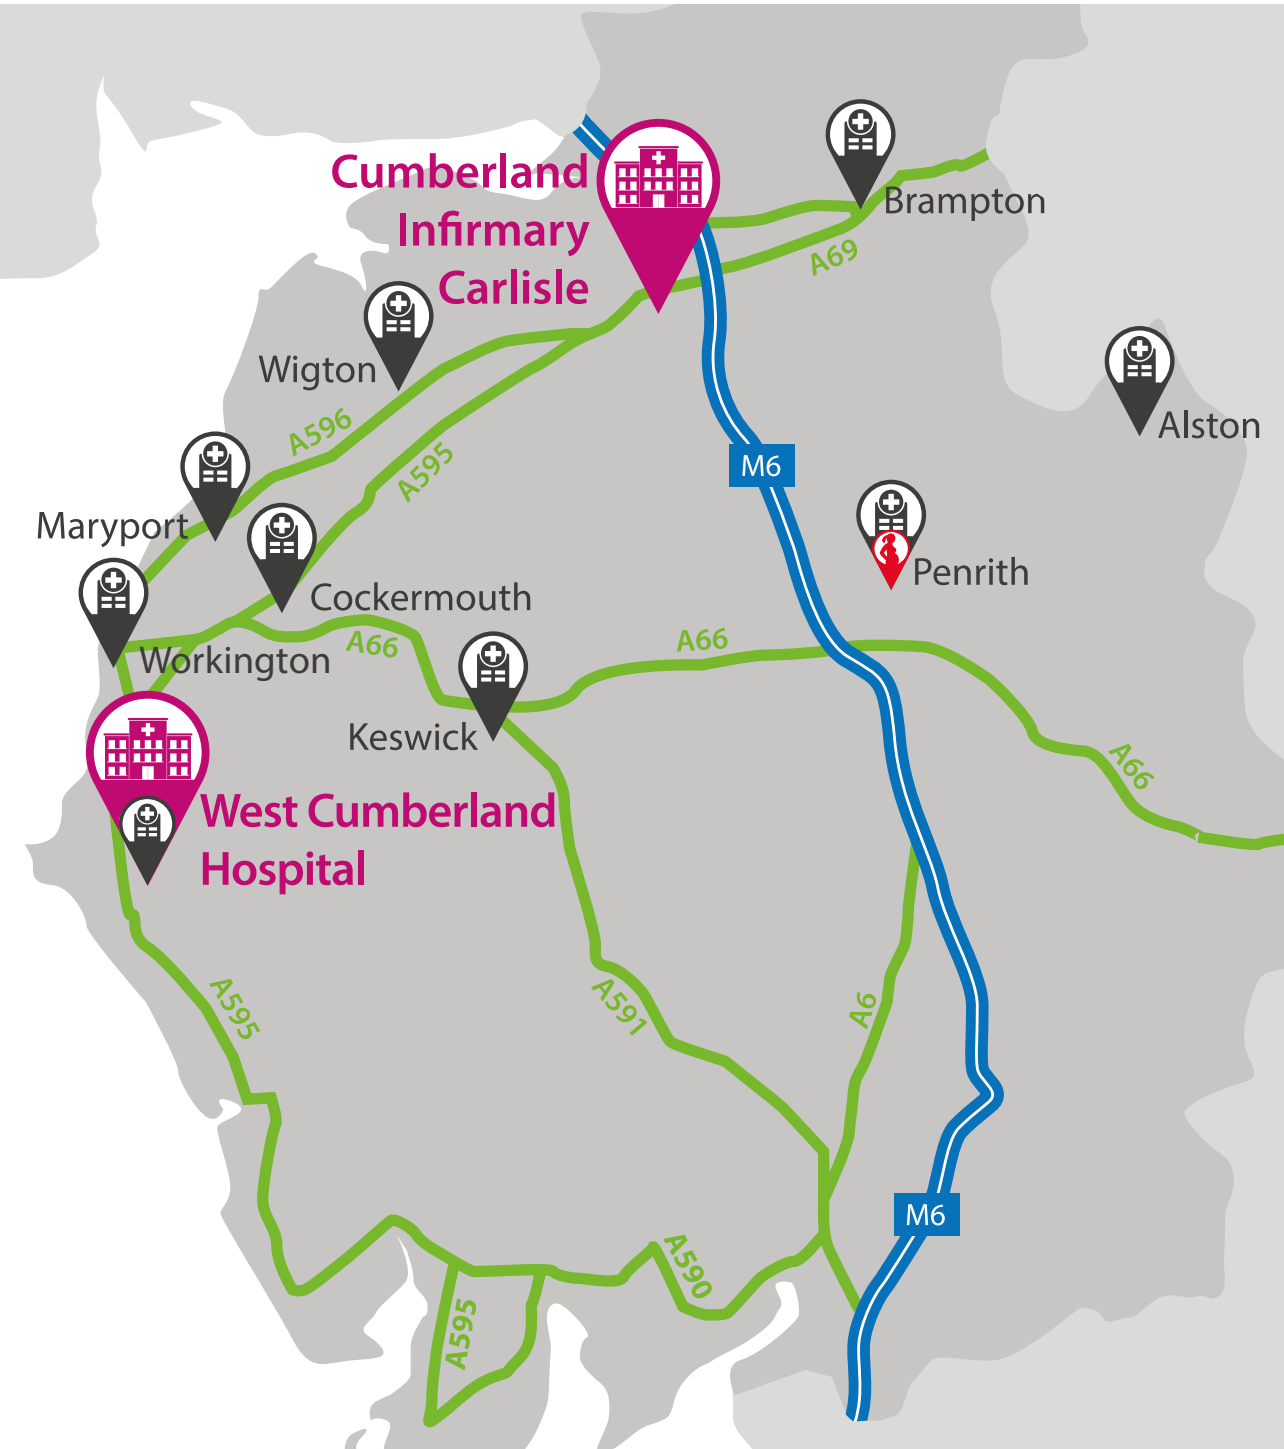 Cumberland
Infirmary
Carlisle
Brampton
A69
Wigton
A596
A595
Alston
M6
Maryport
Penrith
Cockermouth
A66
A66
Workington
Keswick
A66
West Cumberland
Hospital
A595
A591
A6
M6
A590
A595